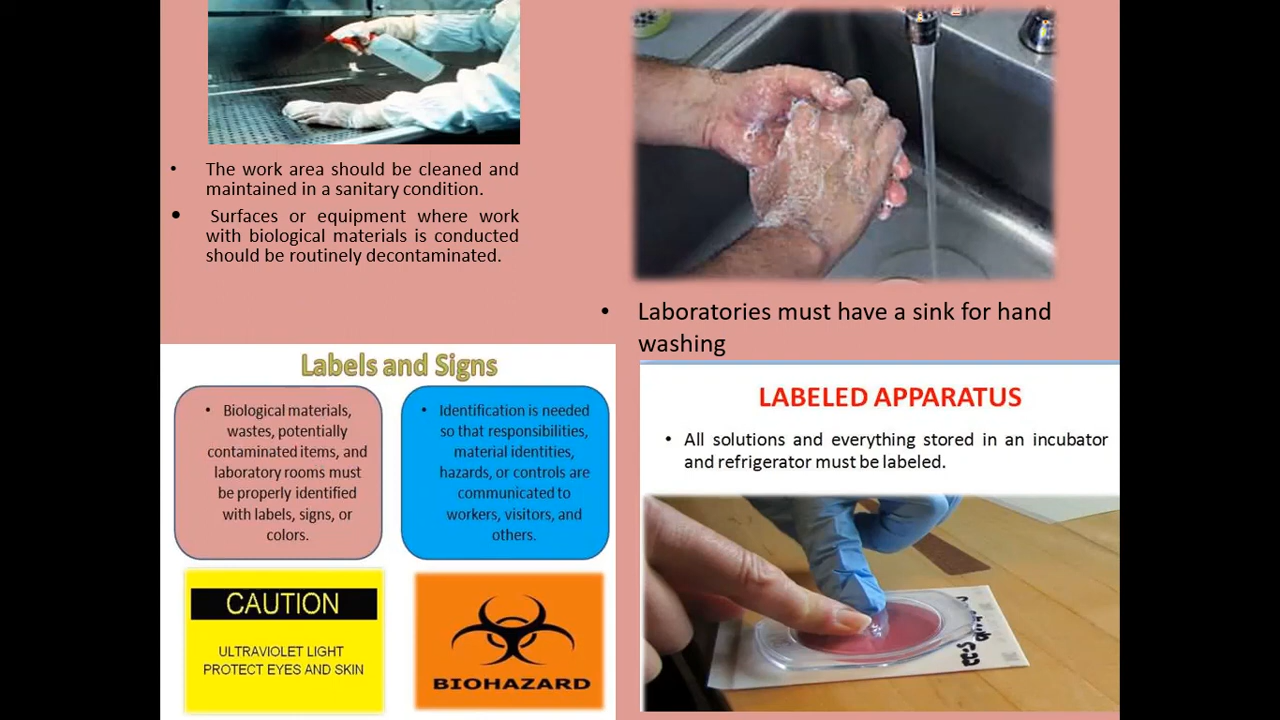 • The work area should be cleaned and
maintained in a sanitary condition.
• Surfaces or equipment where work
with biological materials is conducted
should be routinely decontaminated.
• Laboratories must have a sink for hand
washing
Labels and Signs
• Biological materials,
wastes, potentially
contaminated items, and
laboratory rooms must
be properly identified
with labels, signs, or
colors.
• Identification is needed
so that responsibilities,
material identities,
hazards, or controls are
communicated to
workers, visitors, and
others.
CAUTION
ULTRAVIOLET LIGHT
PROTECT EYES AND SKIN
BIOHAZARD
LABELED APPARATUS
• All solutions and everything stored in an incubator
and refrigerator must be labeled.